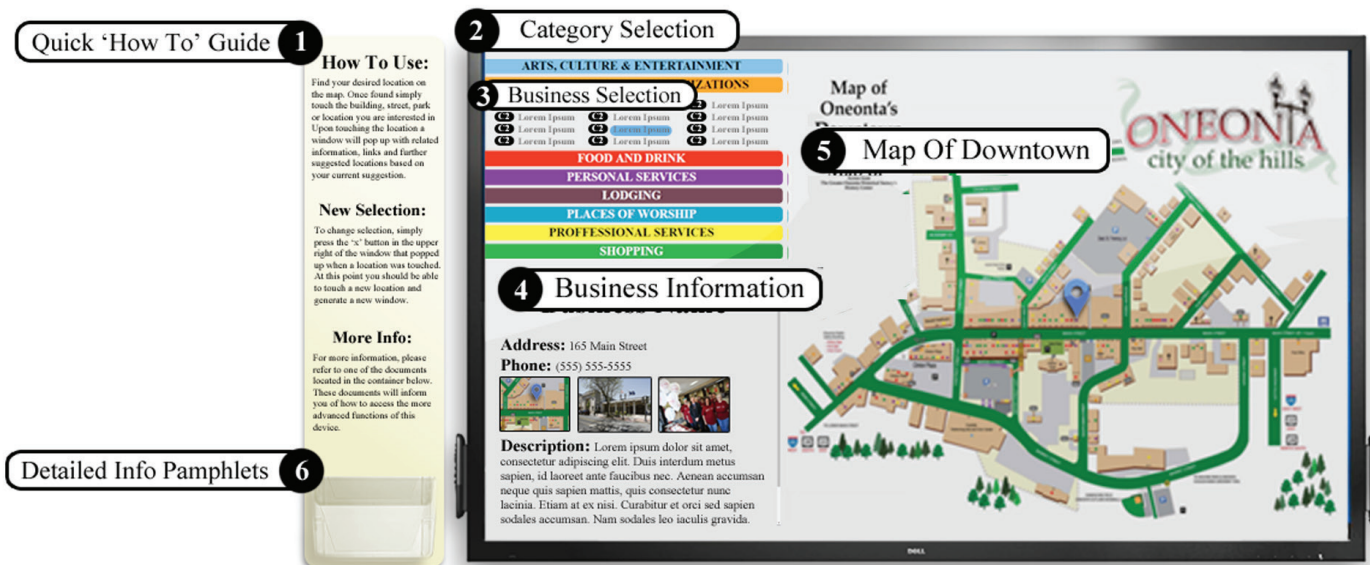 Quick ‘How To’ Guide 1
How To Use:
Find your desired location on
the map. Once found simply
touch the building, street, park
or location you are interested in
Upon touching the location a
window will pop up with related
information, links and further
suggested locations based on
your current suggestion.
New Selection:
To change selection, simply
press the ‘x’ button in the upper
right of the window that popped
up when a location was touched.
At this point you should be able
to touch a new location and
generate a new window.
More Info:
For more information, please
refer to one of the documents
located in the container below.
These documents will inform
you of how to access the more
advanced functions of this
device.
Detailed Info Pamphlets 6
2 Category Selection
ARTS, CULTURE & ENTERTAINMENT
3 Business Selection
Lorem Ipsum
C2 Lorem Ipsum C2 Lorem Ipsum C2 Lorem Ipsum
C2 Lorem Ipsum C2 Lorem Ipsum C2 Lorem Ipsum
C2 Lorem Ipsum C2 Lorem Ipsum C2 Lorem Ipsum
FOOD AND DRINK
PERSONAL SERVICES
LODGING
PLACES OF WORSHIP
PROFFESSIONAL SERVICES
SHOPPING
4 Business Information
Address: 165 Main Street
Phone: (555) 555-5555
Description: Lorem ipsum dolor sit amet,
consectetur adipiscing elit. Duis interdum metus
sapien, id laoreet ante faucibus nec. Aenean accumsan
neque quis sapien mattis, quis consectetur nunc
lacinia. Etiam at ex nisi. Curabitur et orci sed sapien
sodales accumsan. Nam sodales leo iaculis gravida.
Map of
Oneonta's
5 Map Of Downtown
ONEONTA
city of the hills
DELL